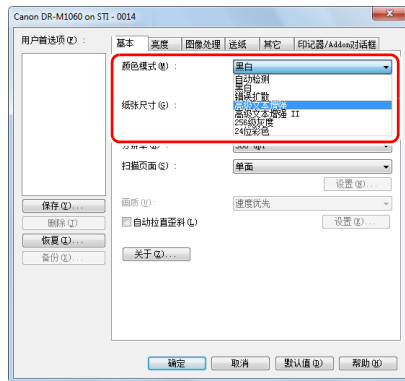 Canon DR-M1060 on STI - 0014
用户首选项(P) :
基本 亮度 图像处理 送纸 其它 印记器/Addon对话框
颜色模式(M) : 黑白
自动检测
黑白
错误扩散
高级文本增强
纸张尺寸(G) : 高级文本增强 II
256级灰度
24位彩色
扫描页面(S) : 单面
设置(W)...
画质(U): 速度优先
自动拉直歪斜(L) 设置(E)...
关于(Z)...
保存(V)...
删除(T)
恢复(I)...
备份(X)...
确定 取消 默认值(D) 帮助(H)